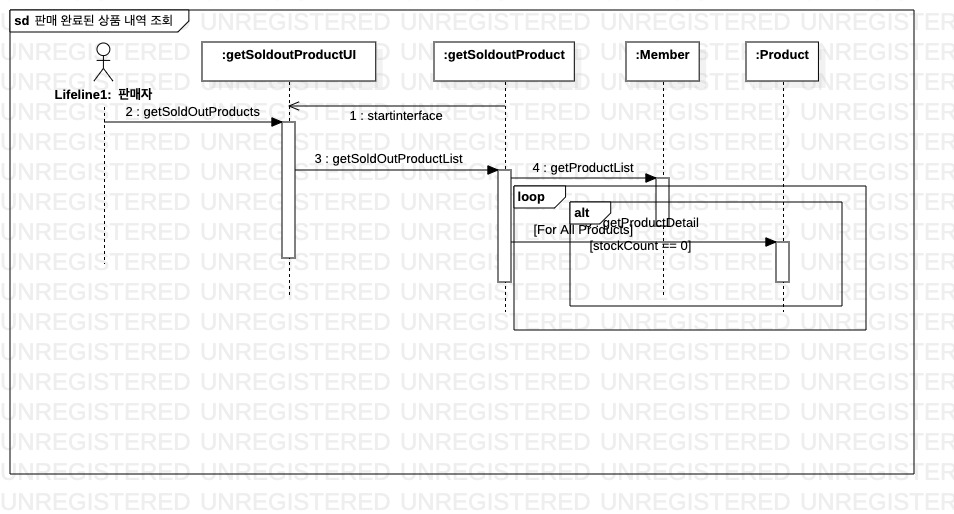 sd 판매 완료된 상품 내역 조회
:getSoldoutProductUI
:getSoldoutProduct
:Member
:Product
Lifeline1: 판매자
1 : startinterface
2 : getSoldOutProducts
3 : getSoldOutProductList
4 : getProductList
loop
alt
getProductDetail
[For All Products]
[stockCount == 0]
UNREGISTERED